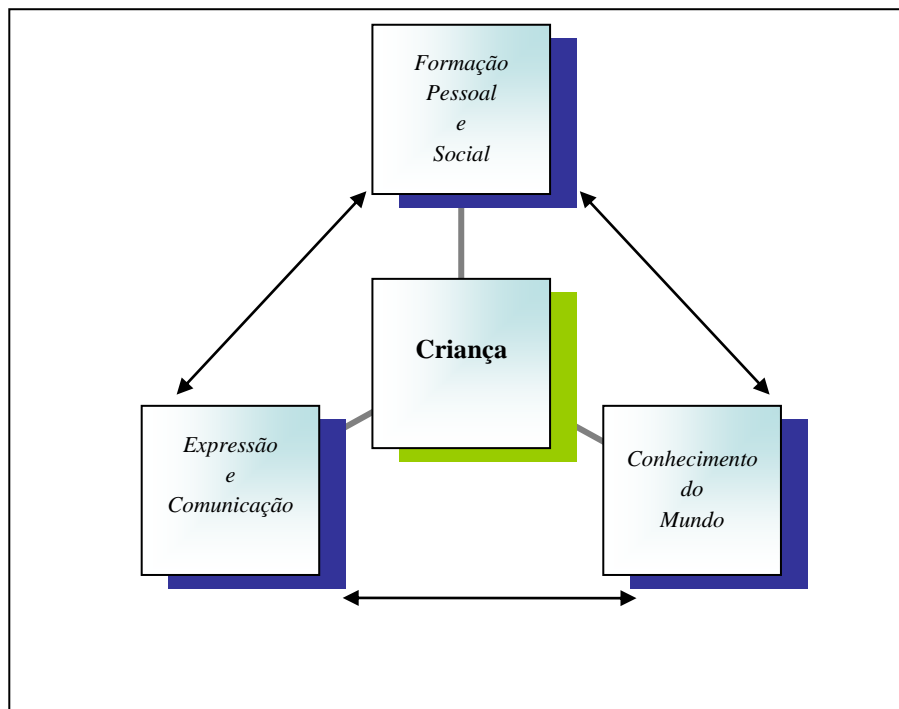 Formação
Pessoal
e
Social
Criança
Expressão
e
Comunicação
Conhecimento
do
Mundo